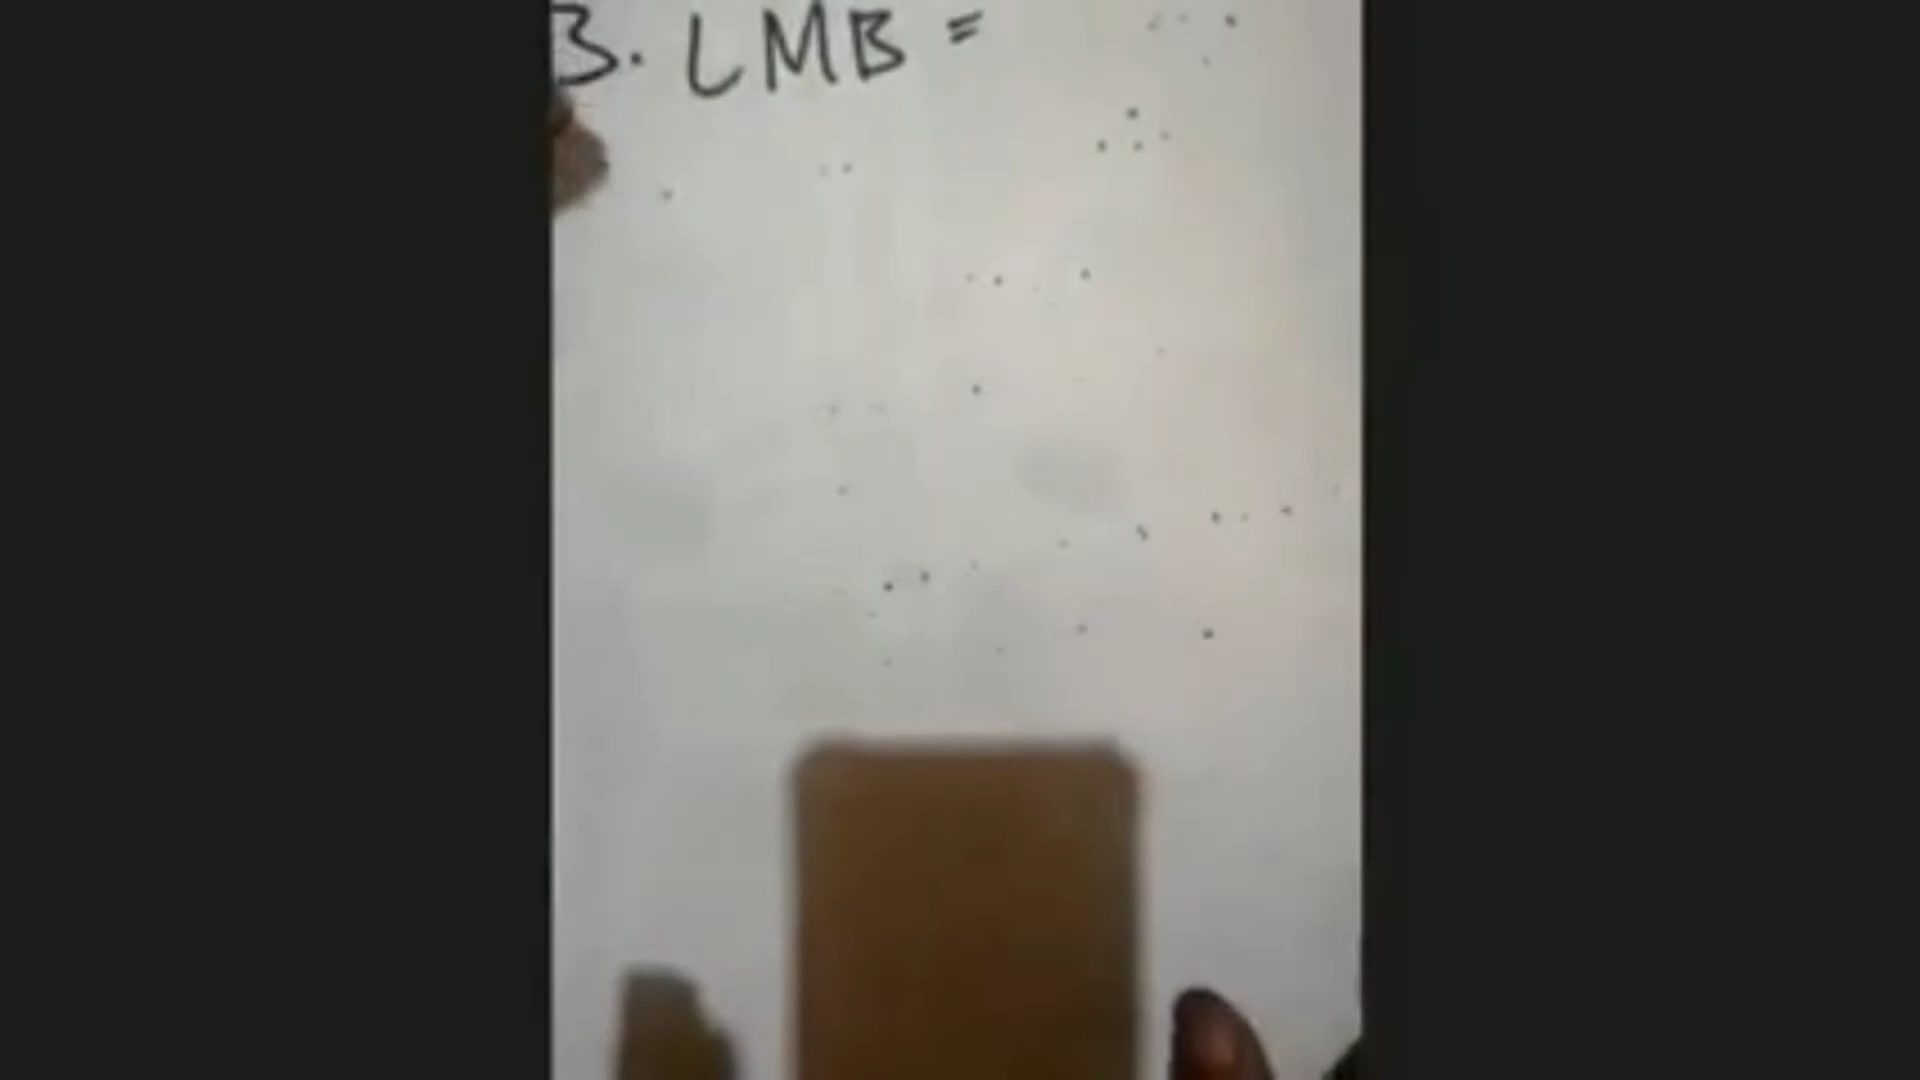 3. LMB =